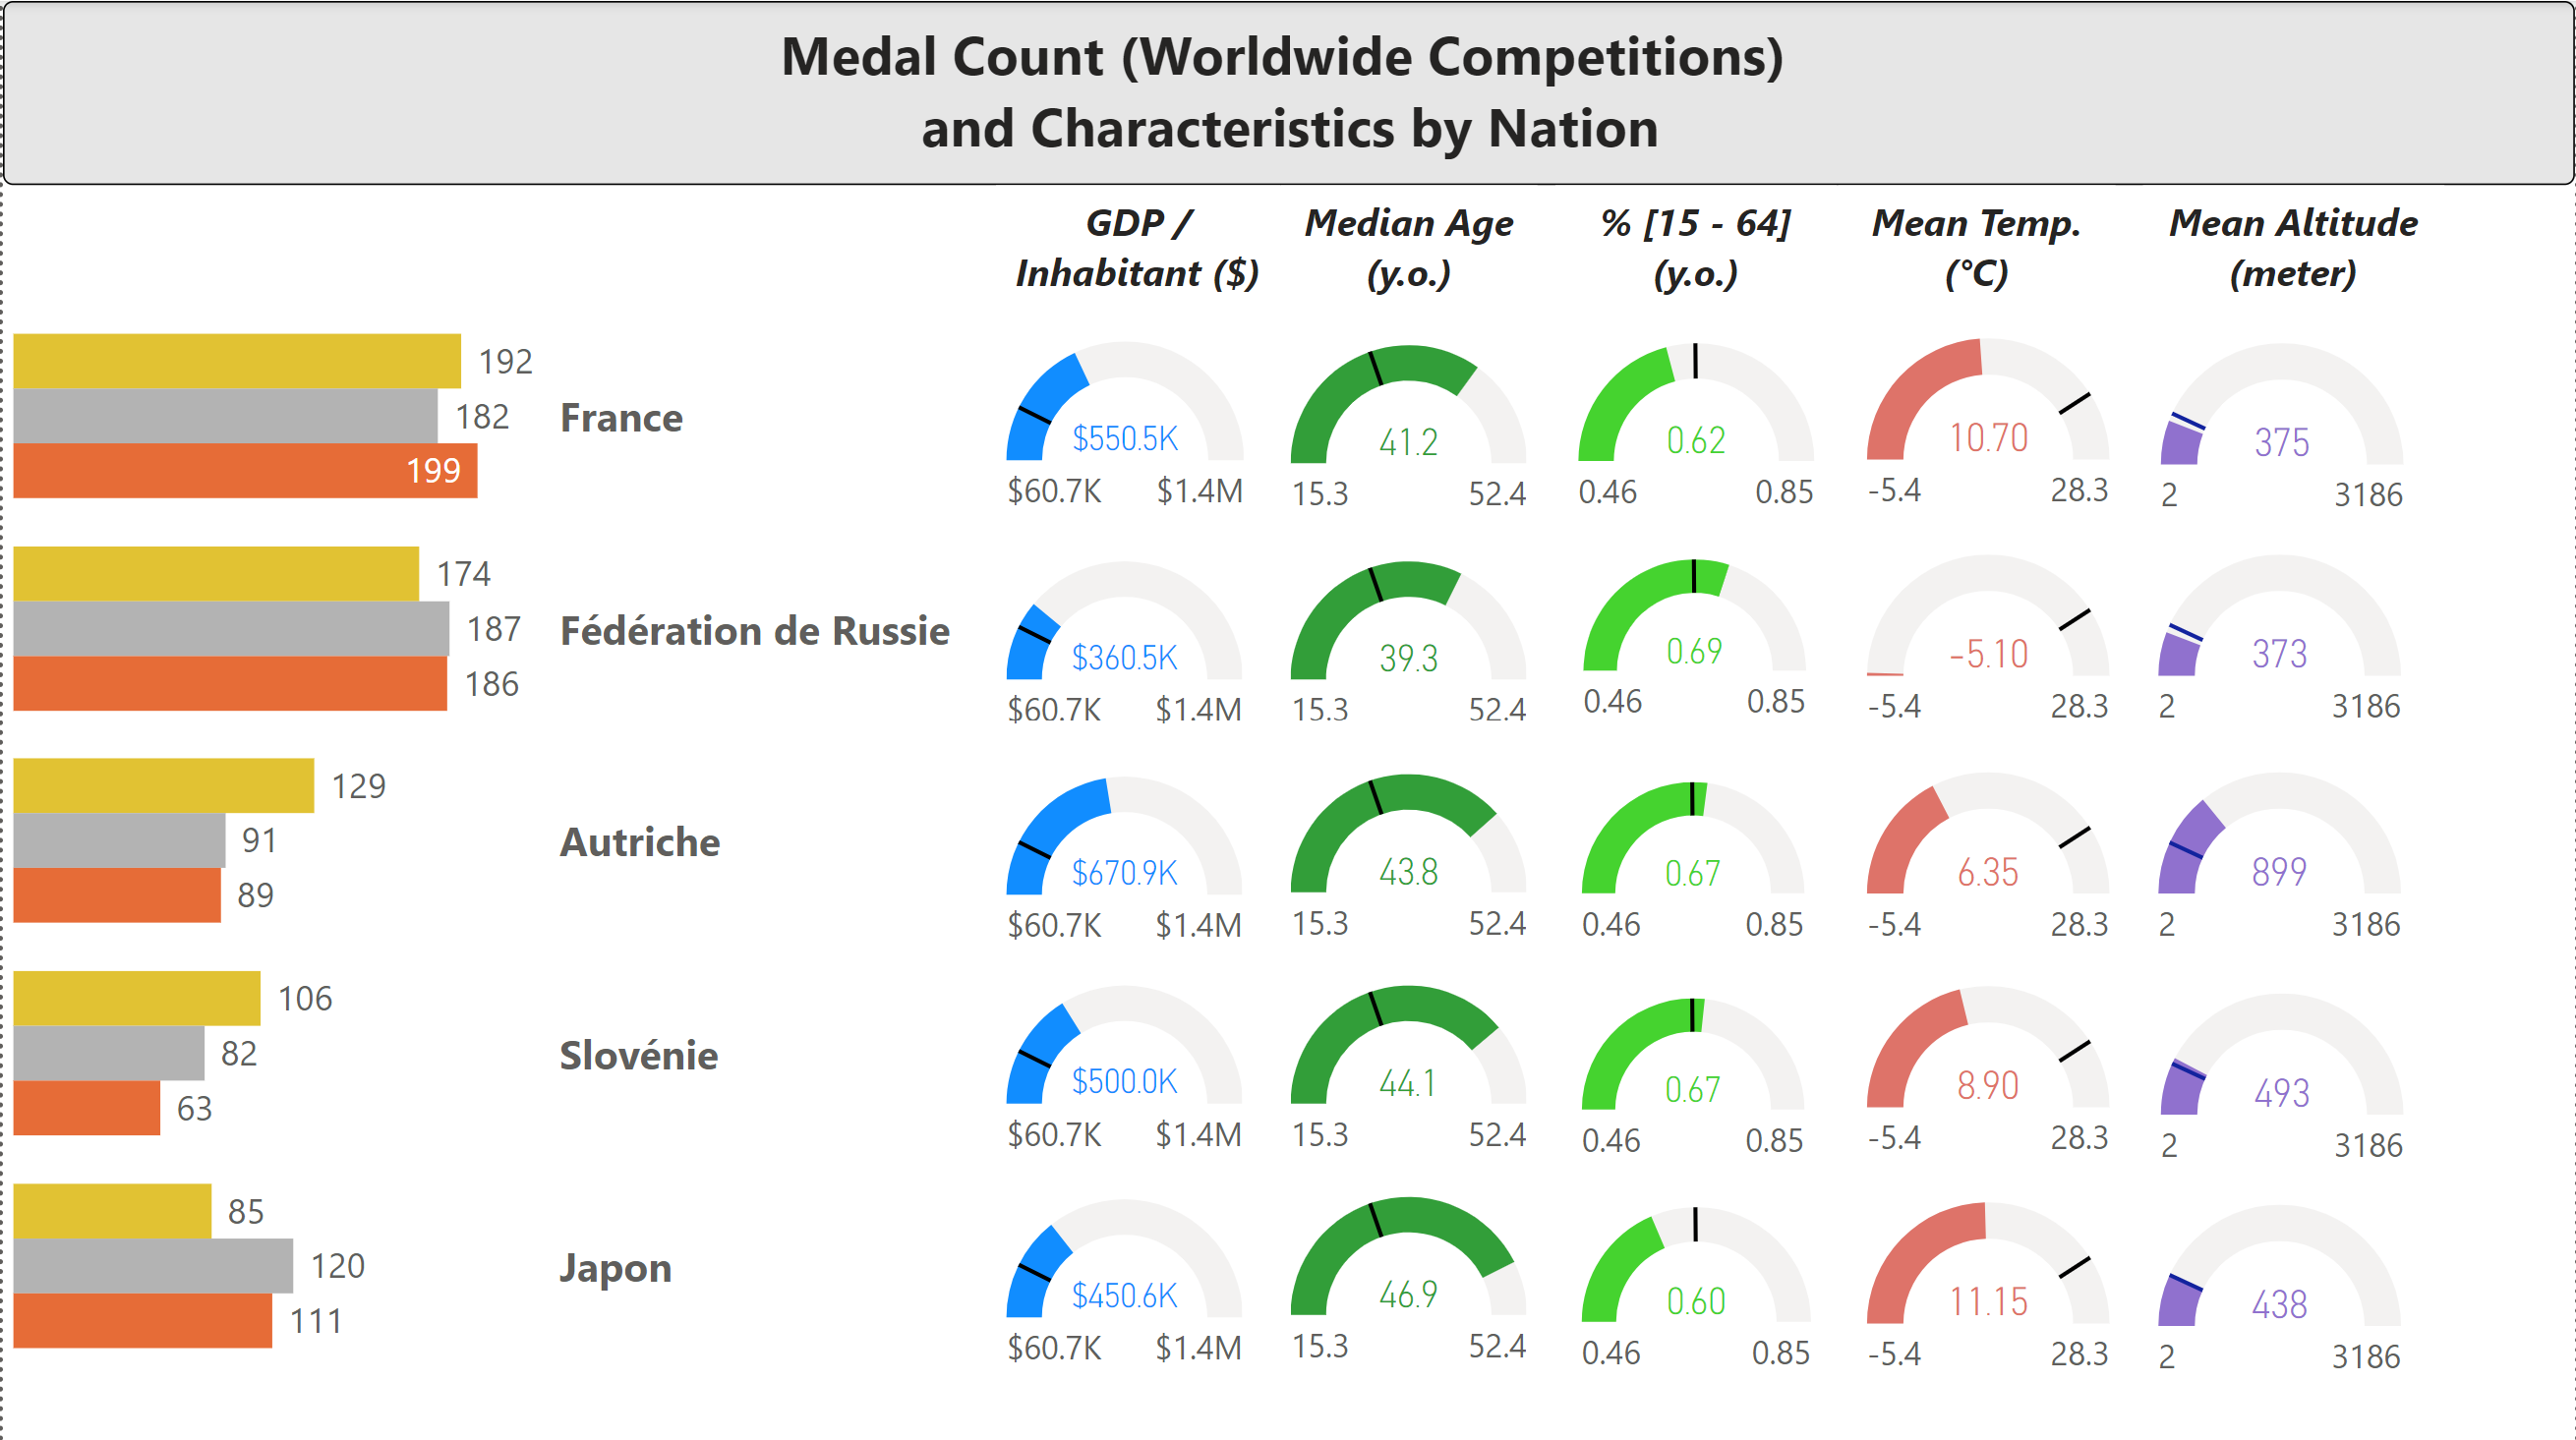 Medal Count (Worldwide Competitions)
and Characteristics by Nation
GDP / Inhabitant ($)
Median Age (y.o.)
% [15 - 64] (y.o.)
Mean Temp. (°C)
Mean Altitude (meter)
192
182
199
France
$550.5K
$60.7K $1.4M
41.2
15.3 52.4
0.62
0.46 0.85
10.70
-5.4 28.3
375
2 3186
174
187
186
Fédération de Russie
$360.5K
$60.7K $1.4M
39.3
15.3 52.4
0.69
0.46 0.85
-5.10
-5.4 28.3
373
2 3186
129
91
89
Autriche
$670.9K
$60.7K $1.4M
43.8
15.3 52.4
0.67
0.46 0.85
6.35
-5.4 28.3
899
2 3186
106
82
63
Slovénie
$500.0K
$60.7K $1.4M
44.1
15.3 52.4
0.67
0.46 0.85
8.90
-5.4 28.3
493
2 3186
85
120
111
Japon
$450.6K
$60.7K $1.4M
46.9
15.3 52.4
0.60
0.46 0.85
11.15
-5.4 28.3
438
2 3186